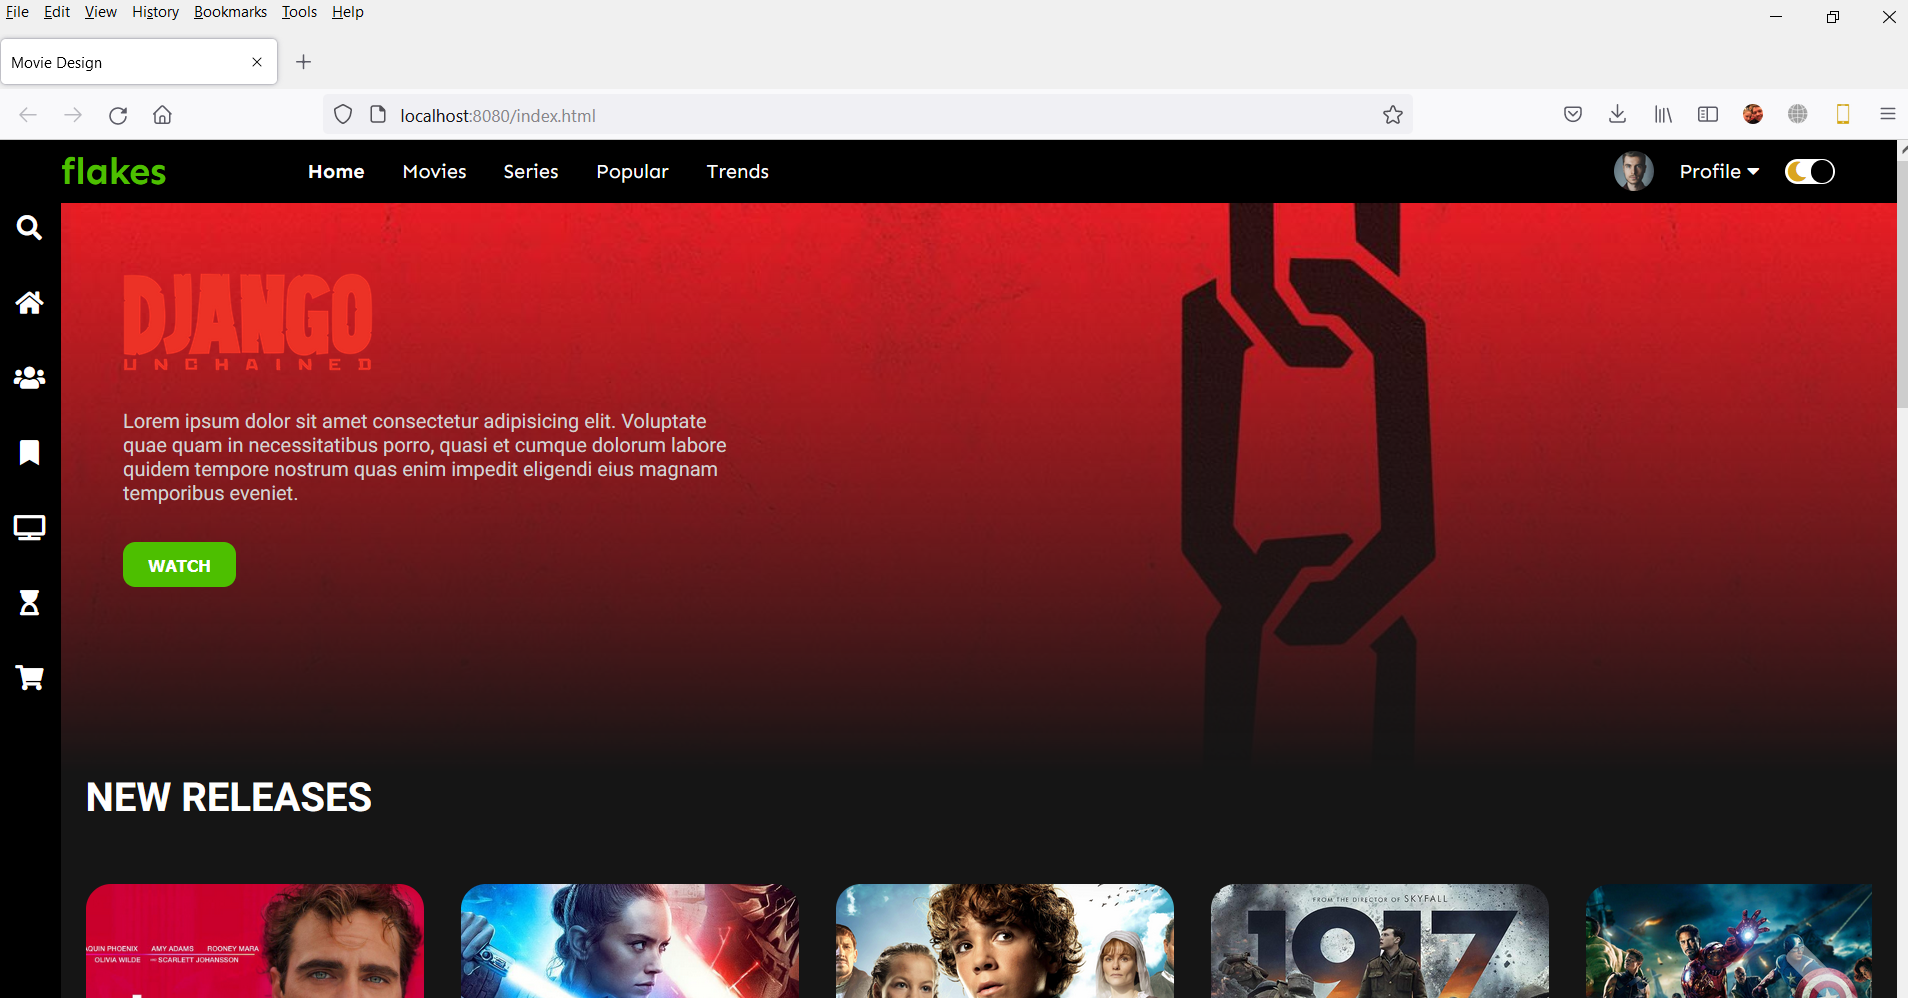 File Edit View History Bookmarks Tools Help
Movie Design
localhost:8080/index.html
flakes
Home Movies Series Popular Trends
Profile
DJANGO
UNCHAINED
Lorem ipsum dolor sit amet consectetur adipisicing elit. Voluptate
quae quam in necessitatibus porro, quasi et cumque dolorum labore
quidem tempore nostrum quas enim impedit eligendi eius magnam
temporibus eveniet.
WATCH
NEW RELEASES
AQUIN PHOENIX AMY ADAMS ROONEY MARA
OLIVIA WILDE SCARLETT JOHANSSON
FROM THE DIRECTOR OF SKYFALL
1917